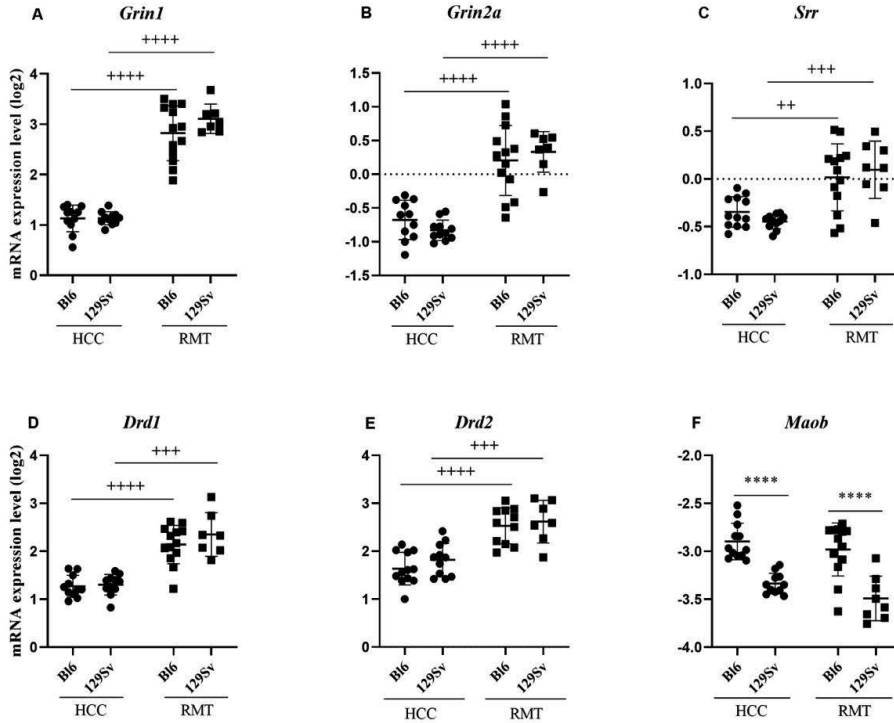 A
Grin1
mRNA expression level (log2)
4
3
2
1
0
++++
++++
Bl6
129Sv
Bl6
129Sv
HCC
RMT
B
Grin2a
1.5
1.0
0.5
0.0
-0.5
-1.0
-1.5
++++
++++
Bl6
129Sv
Bl6
129Sv
HCC
RMT
C
Srr
1.0
0.5
0.0
-0.5
-1.0
+++
++
Bl6
129Sv
Bl6
129Sv
HCC
RMT
D
Drd1
mRNA expression level (log2)
4
3
2
1
0
+++
++++
Bl6
129Sv
Bl6
129Sv
HCC
RMT
E
Drd2
4
3
2
1
0
+++
++++
Bl6
129Sv
Bl6
129Sv
HCC
RMT
F
Maob
-2.0
-2.5
-3.0
-3.5
-4.0
****
****
Bl6
129Sv
Bl6
129Sv
HCC
RMT